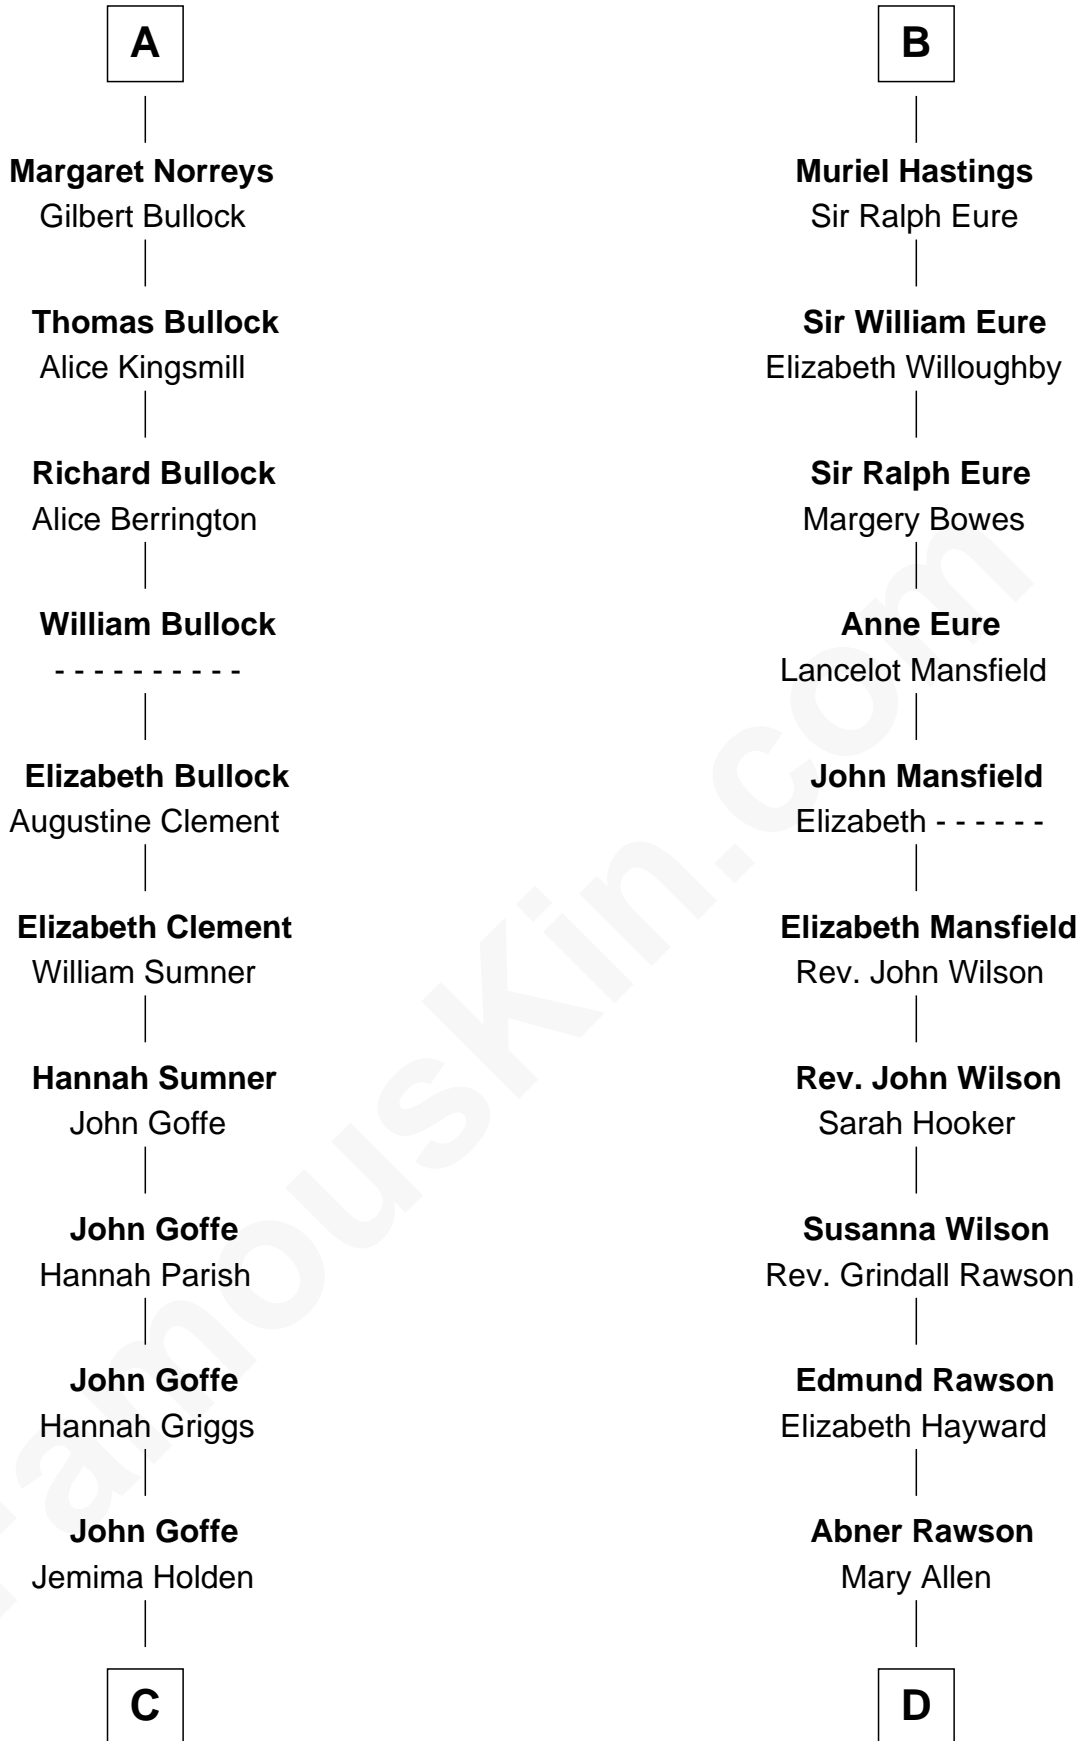 A
Margaret Norreys
Gilbert Bullock
Thomas Bullock
Alice Kingsmill
Richard Bullock
Alice Berrington
William Bullock
- - - - - - - - - -
Elizabeth Bullock
Augustine Clement
Elizabeth Clement
William Sumner
Hannah Sumner
John Goffe
John Goffe
Hannah Parish
John Goffe
Hannah Griggs
John Goffe
Jemima Holden
C
B
Muriel Hastings
Sir Ralph Eure
Sir William Eure
Elizabeth Willoughby
Sir Ralph Eure
Margery Bowes
Anne Eure
Lancelot Mansfield
John Mansfield
Elizabeth - - - - - -
Elizabeth Mansfield
Rev. John Wilson
Rev. John Wilson
Sarah Hooker
Susanna Wilson
Rev. Grindall Rawson
Edmund Rawson
Elizabeth Hayward
Abner Rawson
Mary Allen
D
FamousKin.com